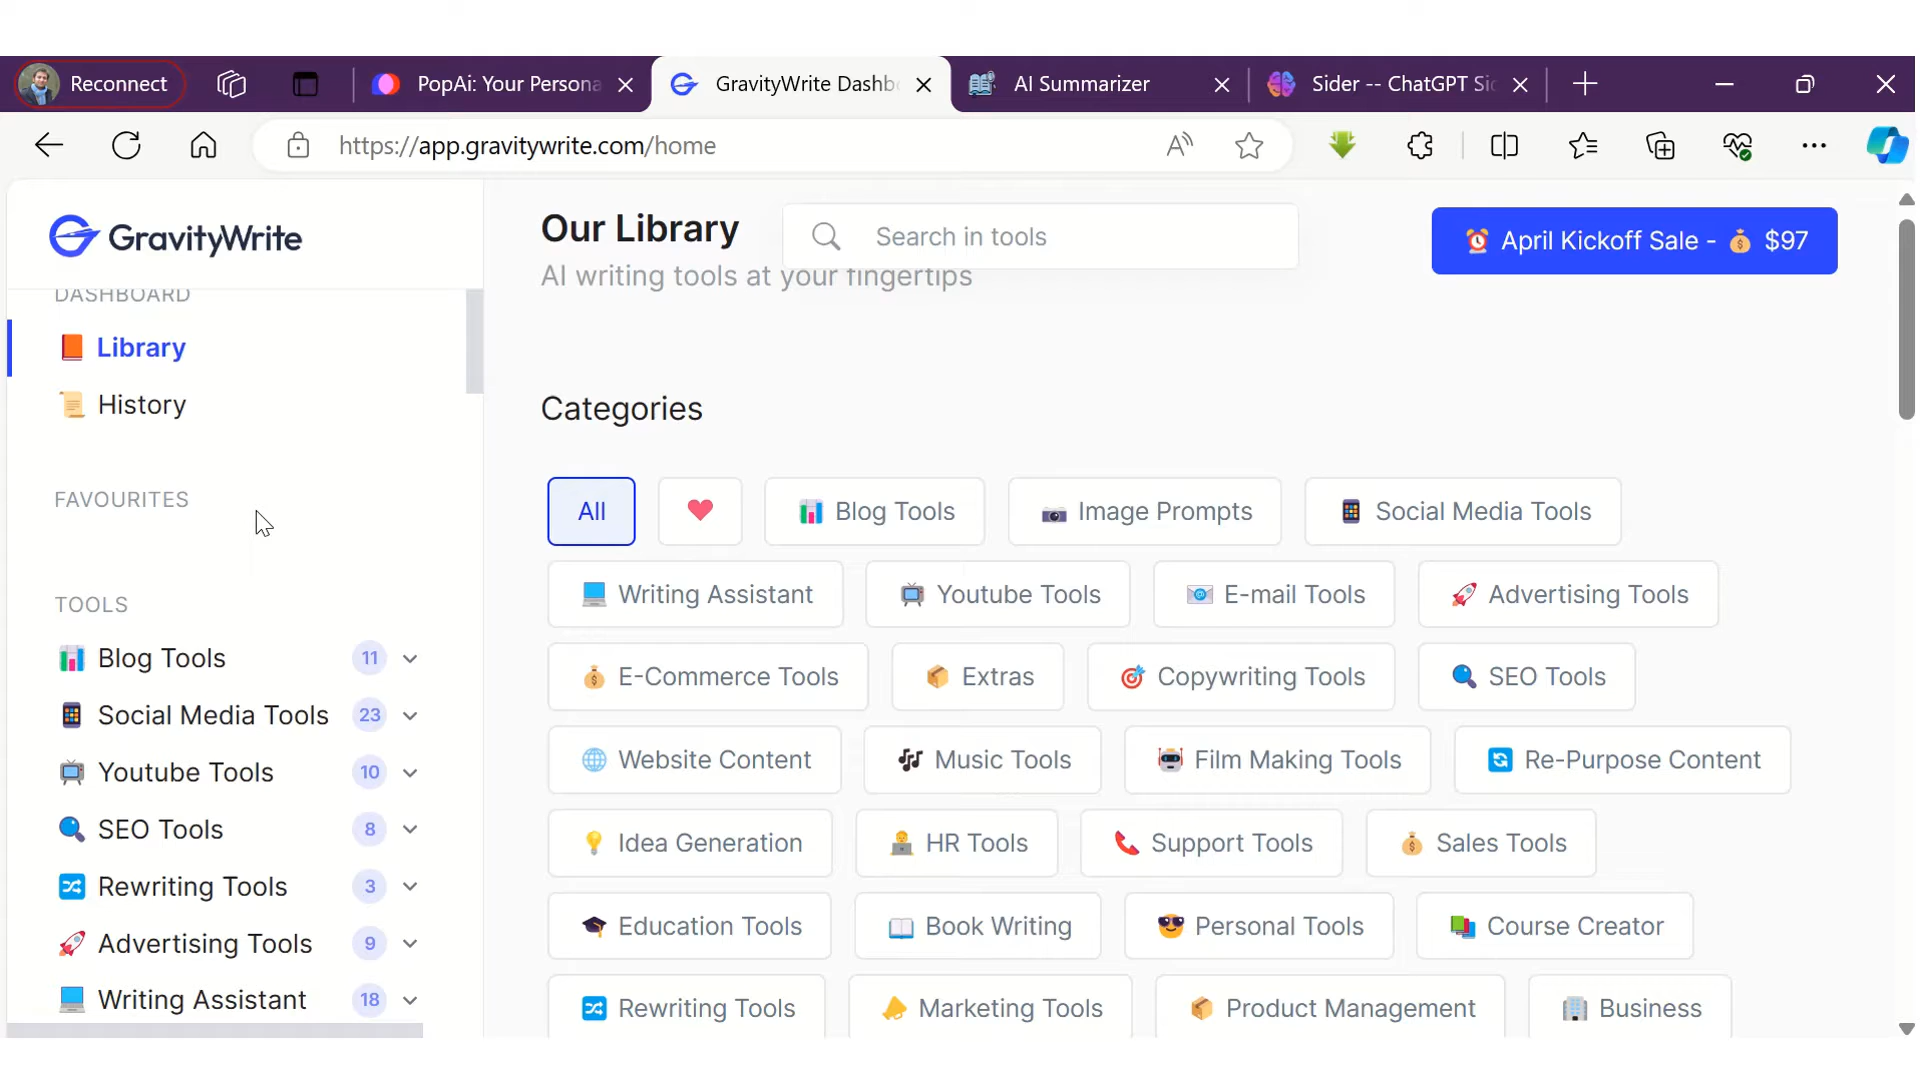 Reconnect
PopAi: Your Persona
GravityWrite Dashb
AI Summarizer
Sider -- ChatGPT Sid
https://app.gravitywrite.com/home
GravityWrite
DASHBOARD
Library
History
FAVOURITES
TOOLS
Blog Tools 11
Social Media Tools 23
Youtube Tools 10
SEO Tools 8
Rewriting Tools 3
Advertising Tools 9
Writing Assistant 18
Our Library
Search in tools
April Kickoff Sale - $97
AI writing tools at your fingertips
Categories
All Blog Tools Image Prompts Social Media Tools
Writing Assistant Youtube Tools E-mail Tools Advertising Tools
E-Commerce Tools Extras Copywriting Tools SEO Tools
Website Content Music Tools Film Making Tools Re-Purpose Content
Idea Generation HR Tools Support Tools Sales Tools
Education Tools Book Writing Personal Tools Course Creator
Rewriting Tools Marketing Tools Product Management Business